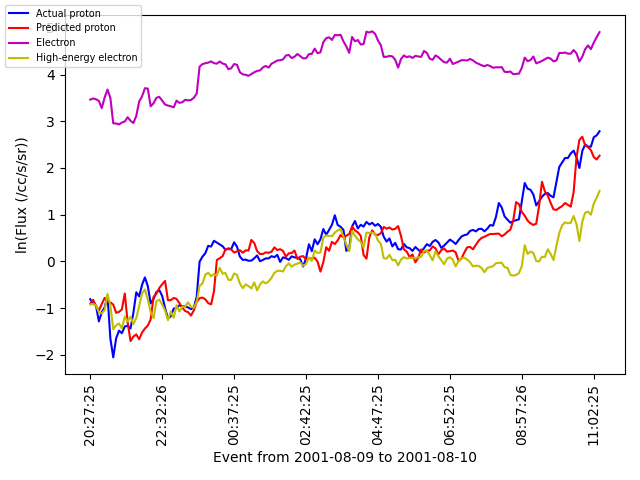 Actual proton
Predicted proton
Electron
High-energy electron
ln(Flux (/cc/s/sr))
4
3
2
1
0
−1
−2
20:27:25
22:32:26
00:37:25
02:42:25
04:47:25
06:52:25
08:57:26
11:02:25
Event from 2001-08-09 to 2001-08-10